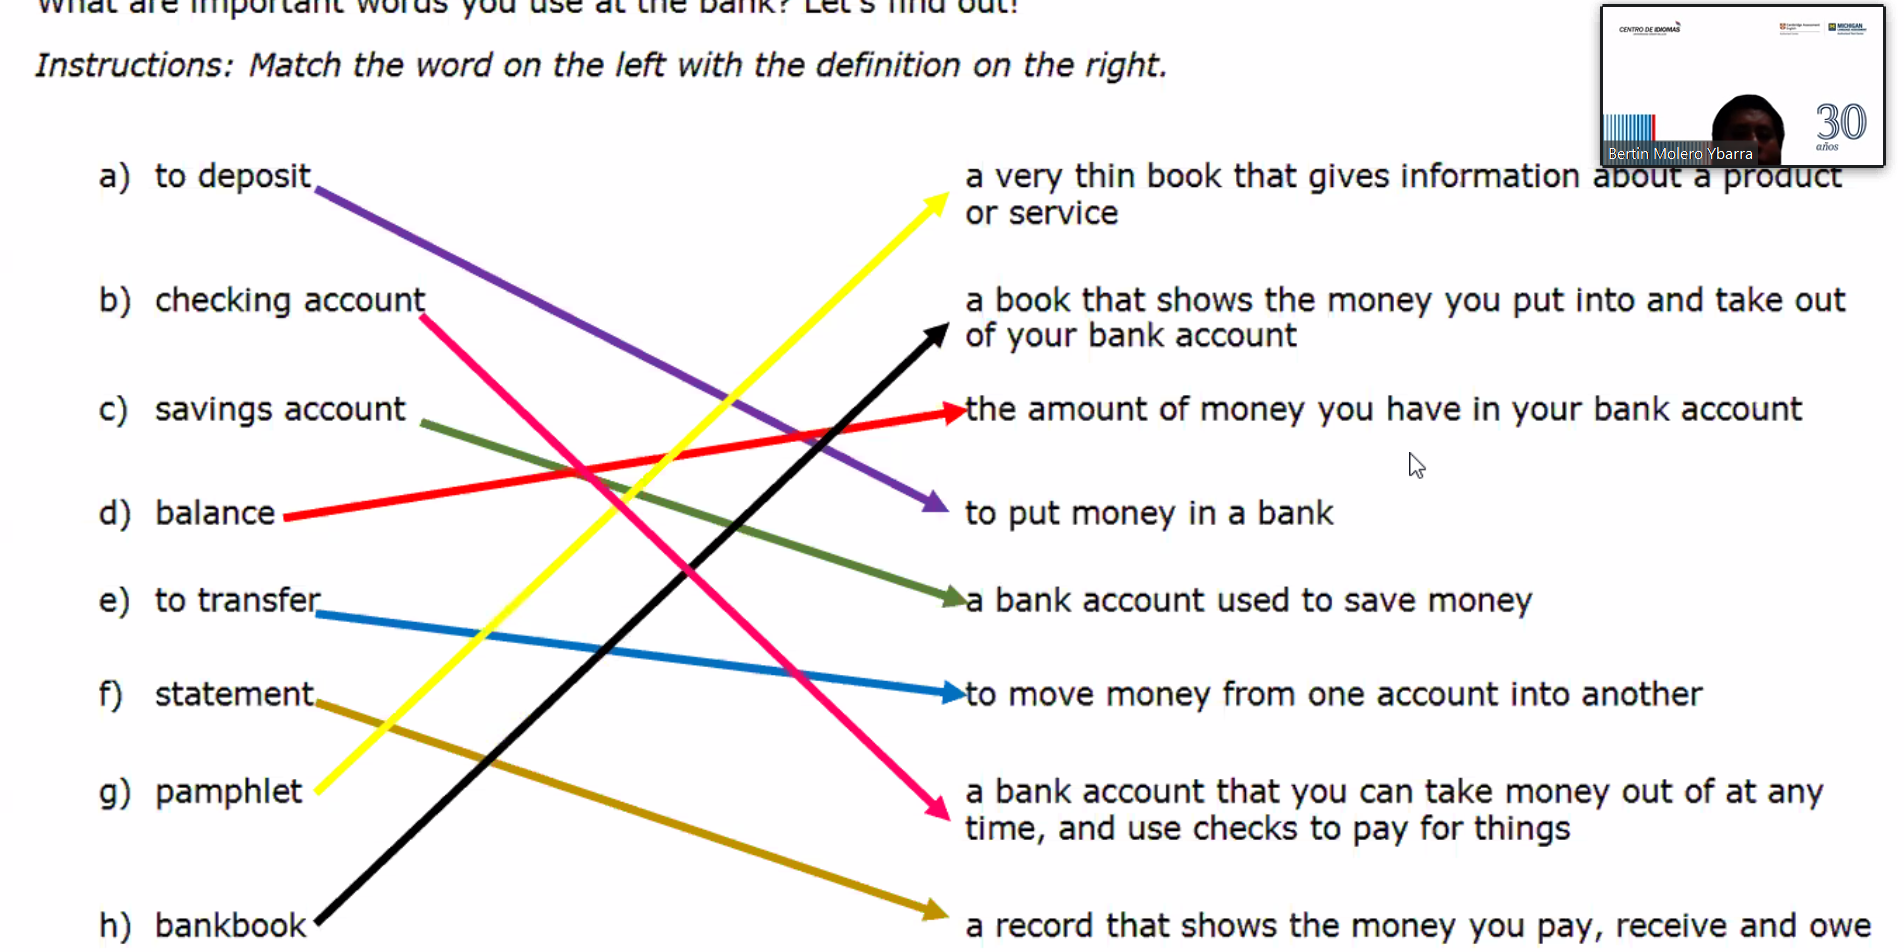 What are important words you use at the bank? Let's find out!
Instructions: Match the word on the left with the definition on the right.
CENTRO DE IDIOMAS
MICHIGAN
30
años
Bertin Molero Ybarra
a) to deposit
a very thin book that gives information about a product
or service
b) checking account
a book that shows the money you put into and take out
of your bank account
c) savings account
the amount of money you have in your bank account
d) balance
to put money in a bank
e) to transfer
a bank account used to save money
f) statement
to move money from one account into another
g) pamphlet
a bank account that you can take money out of at any
time, and use checks to pay for things
h) bankbook
a record that shows the money you pay, receive and owe